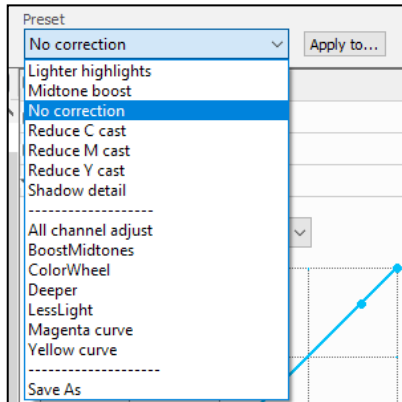 Preset
No correction
Apply to...
Lighter highlights
Midtone boost
No correction
Reduce C cast
Reduce M cast
Reduce Y cast
Shadow detail
-------------------
All channel adjust
BoostMidtones
ColorWheel
Deeper
LessLight
Magenta curve
Yellow curve
-------------------
Save As